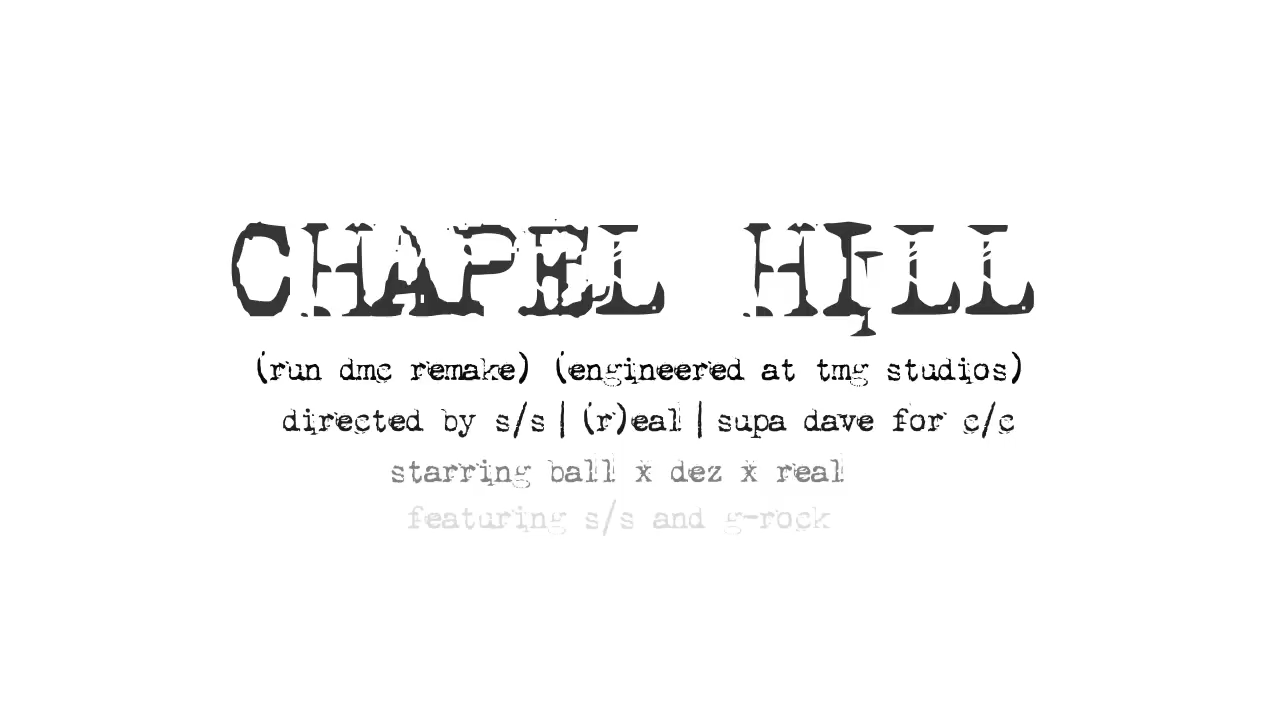 CHAPEL HILL
(run dmc remake) (engineered at tmg studios)
directed by s/s | (r)eal | supa dave for c/c
starring ball x dez x real
featuring s/s and g-rock